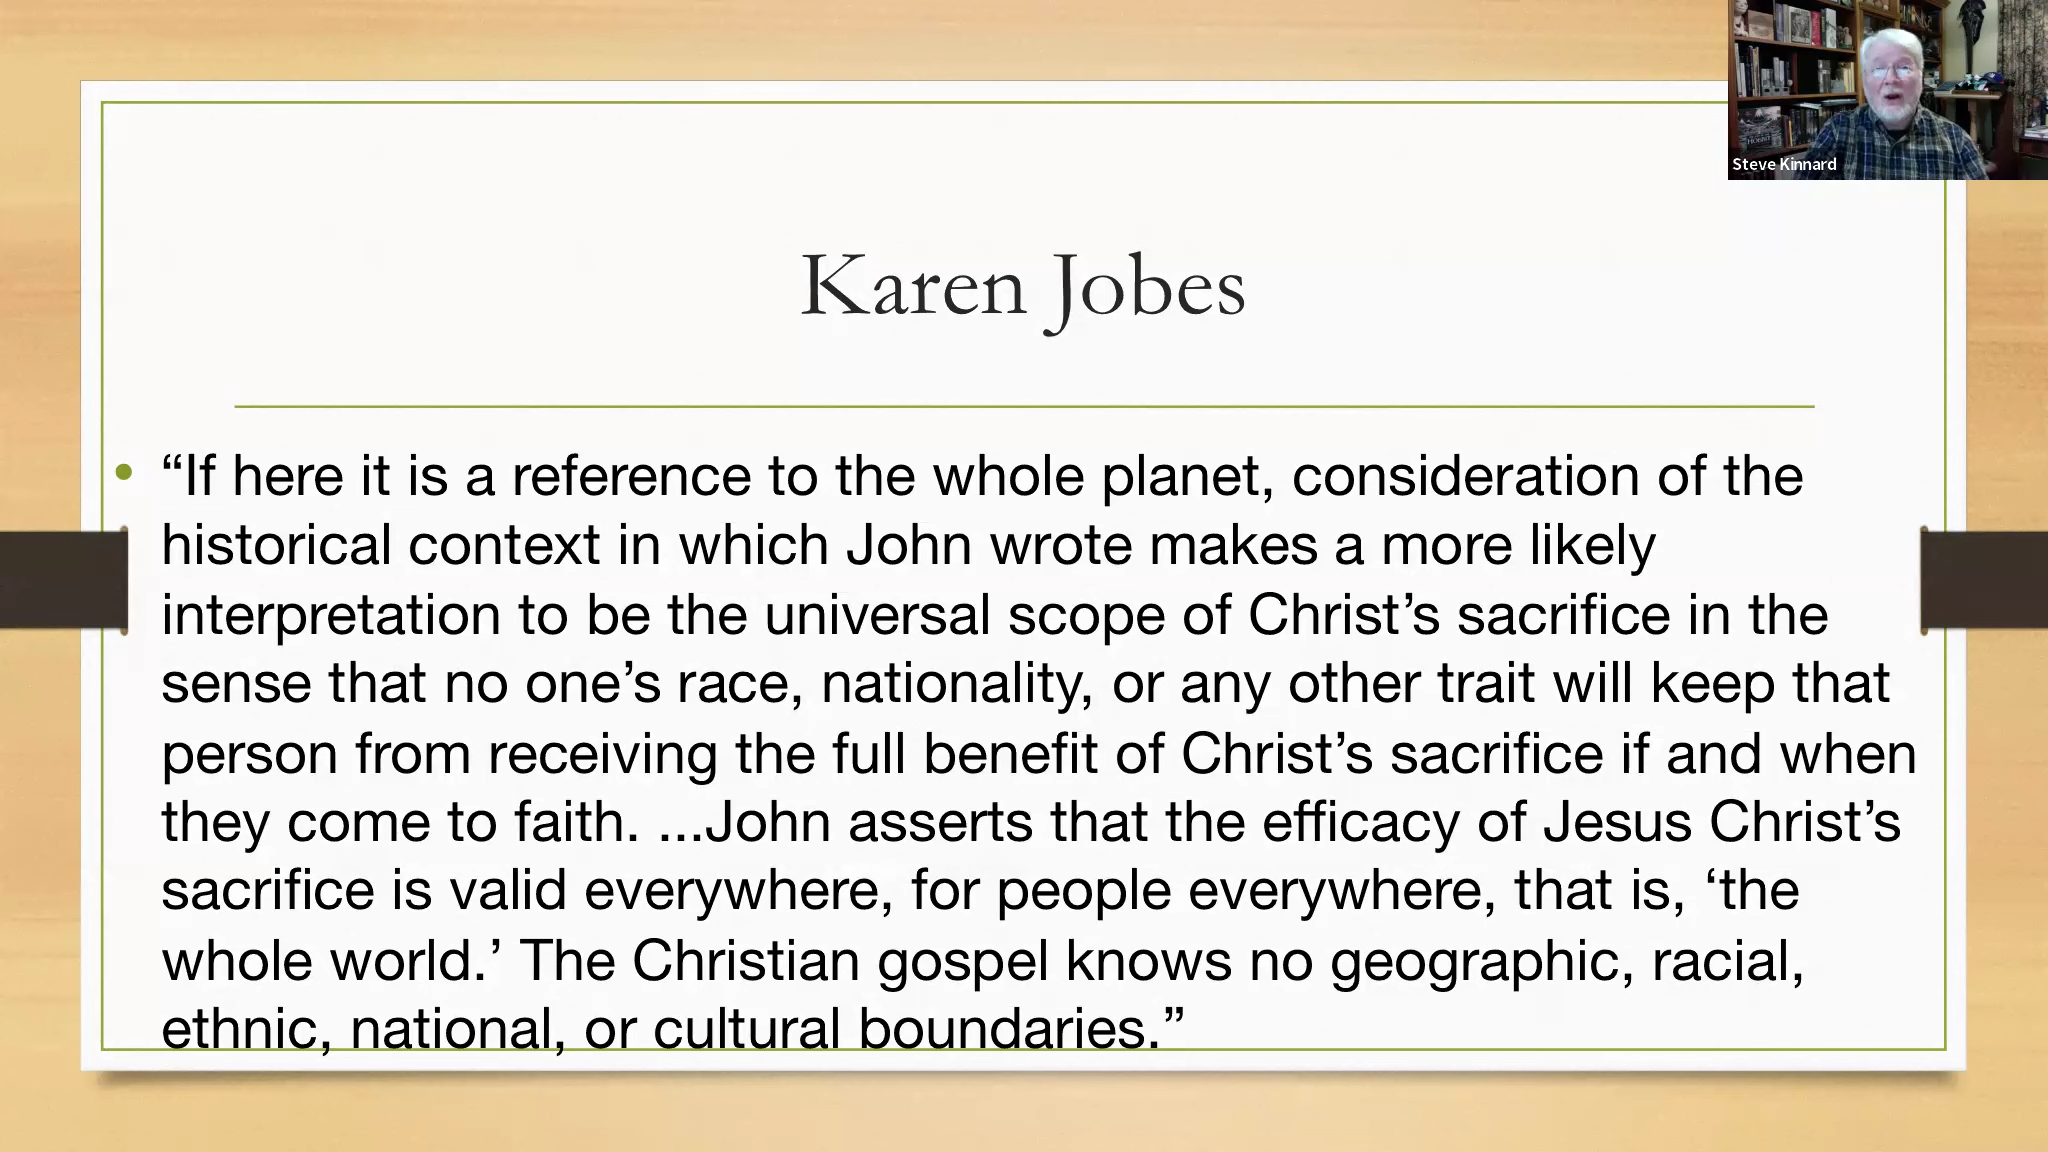 Steve Kinnard
Karen Jobes
• “If here it is a reference to the whole planet, consideration of the
historical context in which John wrote makes a more likely
interpretation to be the universal scope of Christ’s sacrifice in the
sense that no one’s race, nationality, or any other trait will keep that
person from receiving the full benefit of Christ’s sacrifice if and when
they come to faith. ...John asserts that the efficacy of Jesus Christ’s
sacrifice is valid everywhere, for people everywhere, that is, ‘the
whole world.’ The Christian gospel knows no geographic, racial,
ethnic, national, or cultural boundaries.”